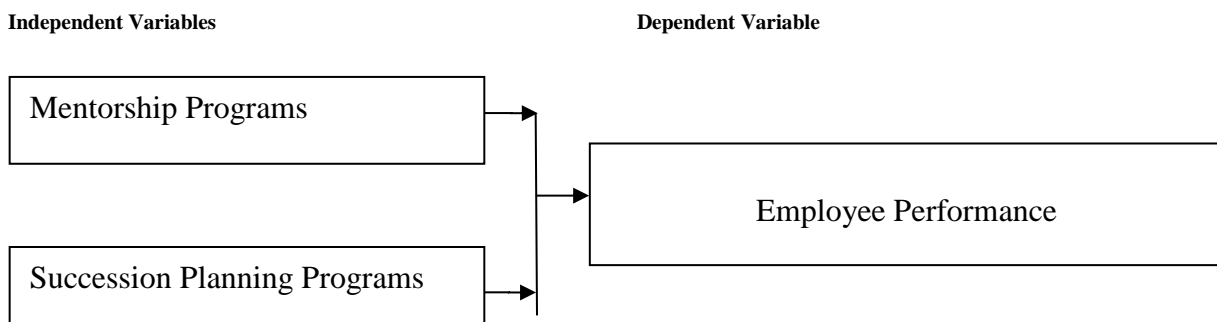 Independent Variables
Dependent Variable
Mentorship Programs
Employee Performance
Succession Planning Programs